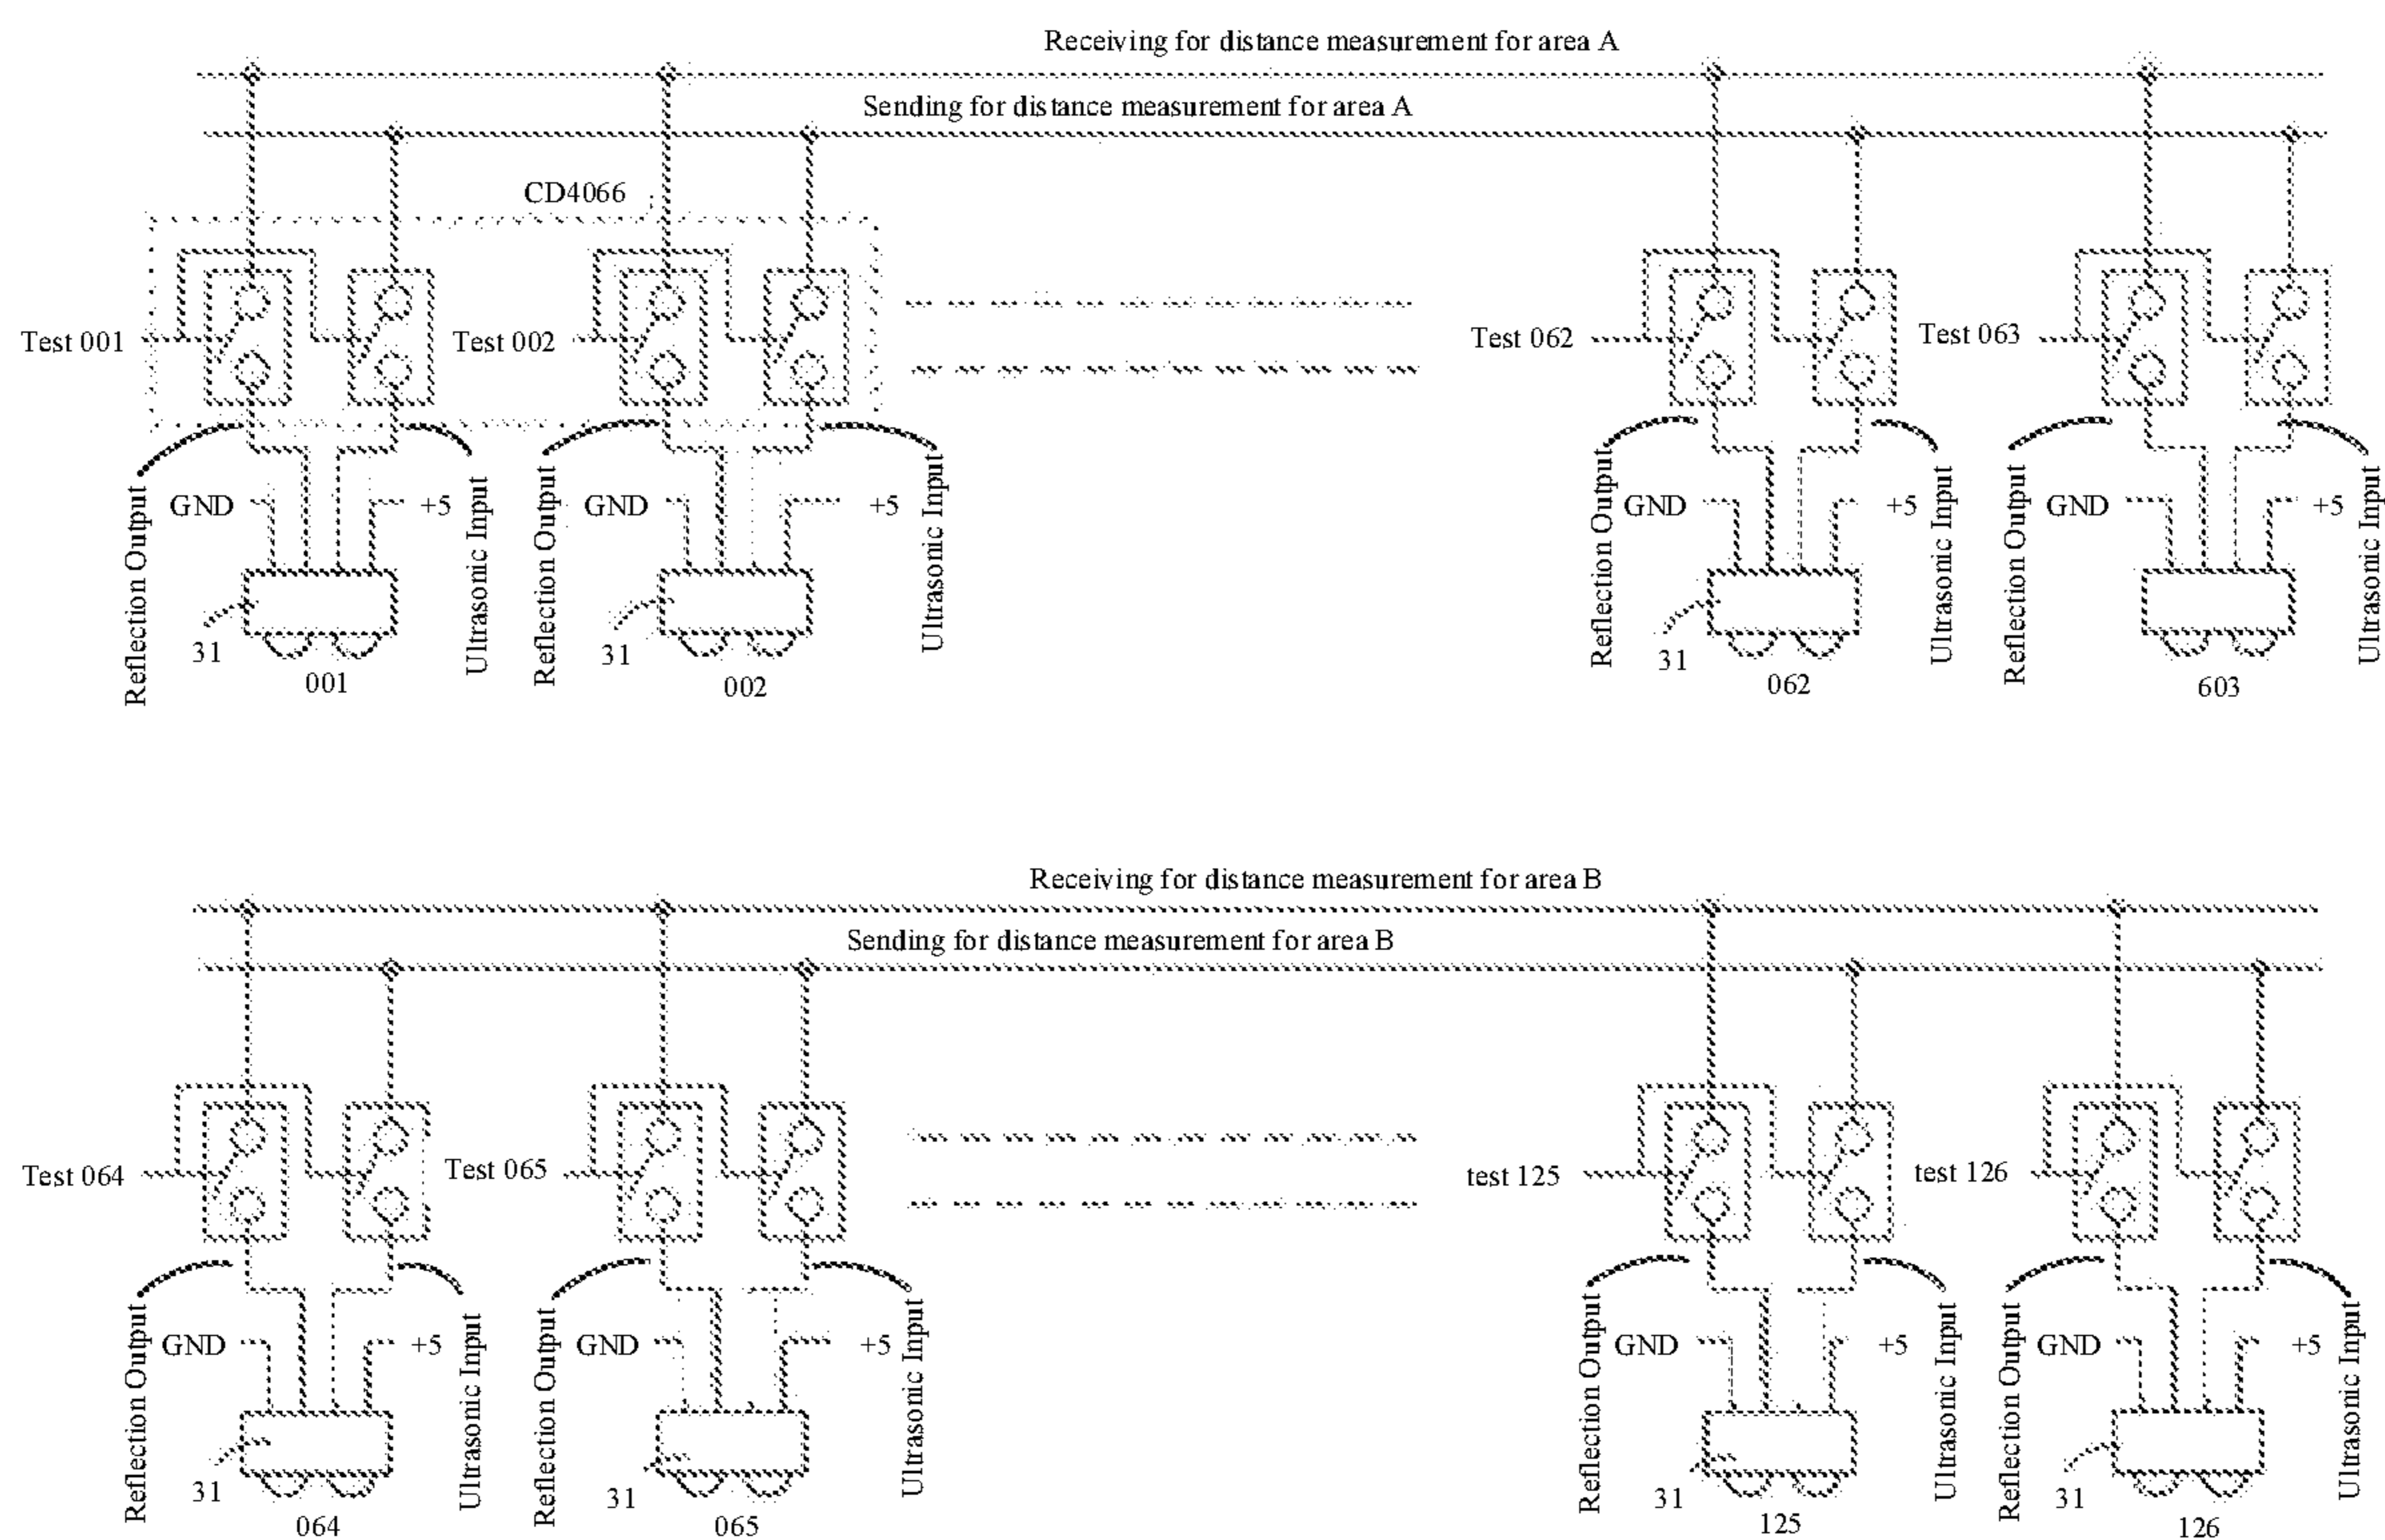 Receiving for distance measurement for area A
Sending for distance measurement for area A
CD4066
Test 001
Test 002
Test 062
Test 063
Reflection Output
GND
+5
Ultrasonic Input
Reflection Output
GND
+5
Ultrasonic Input
Reflection Output
GND
+5
Ultrasonic Input
Reflection Output
GND
+5
Ultrasonic Input
31
001
31
002
31
062
603
Receiving for distance measurement for area B
Sending for distance measurement for area B
Test 064
Test 065
test 125
test 126
Reflection Output
GND
+5
Ultrasonic Input
Reflection Output
GND
+5
Ultrasonic Input
Reflection Output
GND
+5
Ultrasonic Input
Reflection Output
GND
+5
Ultrasonic Input
31
064
31
065
31
125
31
126